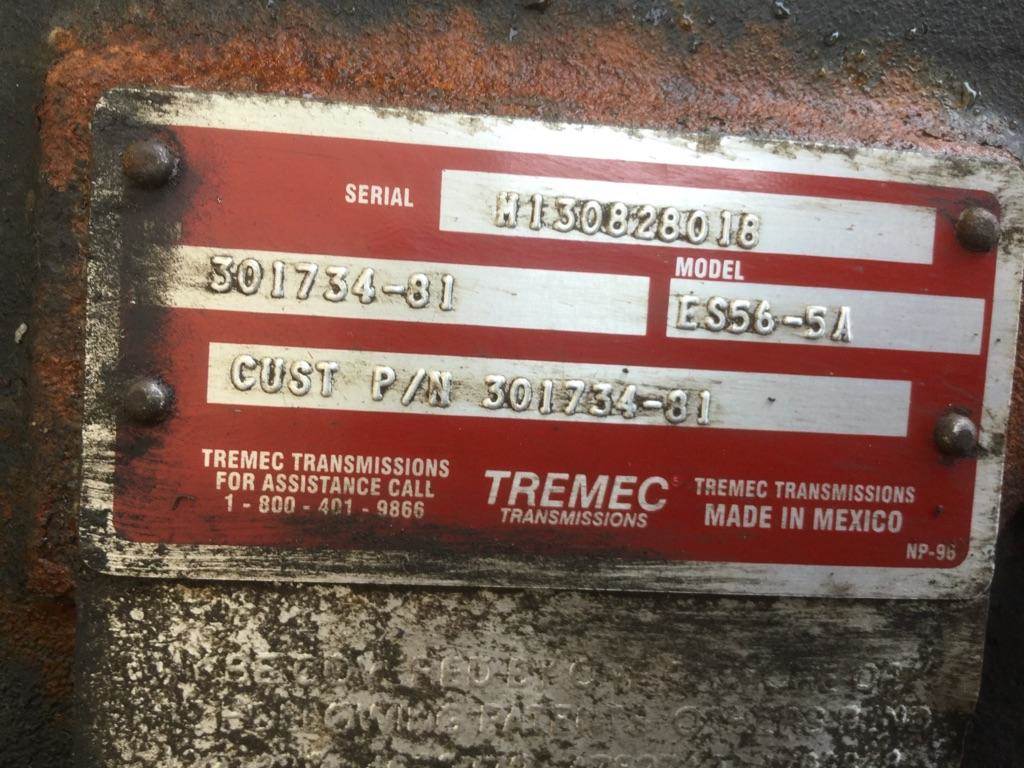 SERIAL M130828018
MODEL
301734-81 ES56-5A
CUST P/N 301734-81
TREMEC TRANSMISSIONS
FOR ASSISTANCE CALL
1-800-401-9866
TREMEC
TRANSMISSIONS
TREMEC TRANSMISSIONS
MADE IN MEXICO
NP-96